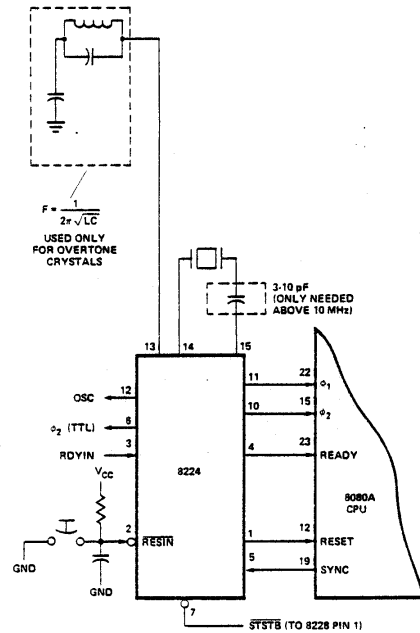 F = 1 / 2π √LC
USED ONLY
FOR OVERTONE
CRYSTALS
3-10 pF
(ONLY NEEDED
ABOVE 10 MHz)
13
14
15
OSC
12
11
22
ϕ1
ϕ2 (TTL)
6
10
15
ϕ2
RDYIN
3
4
23
READY
8224
8080A
CPU
VCC
2
RESIN
1
12
RESET
GND
5
19
SYNC
GND
7
STSTB (TO 8228 PIN 1)